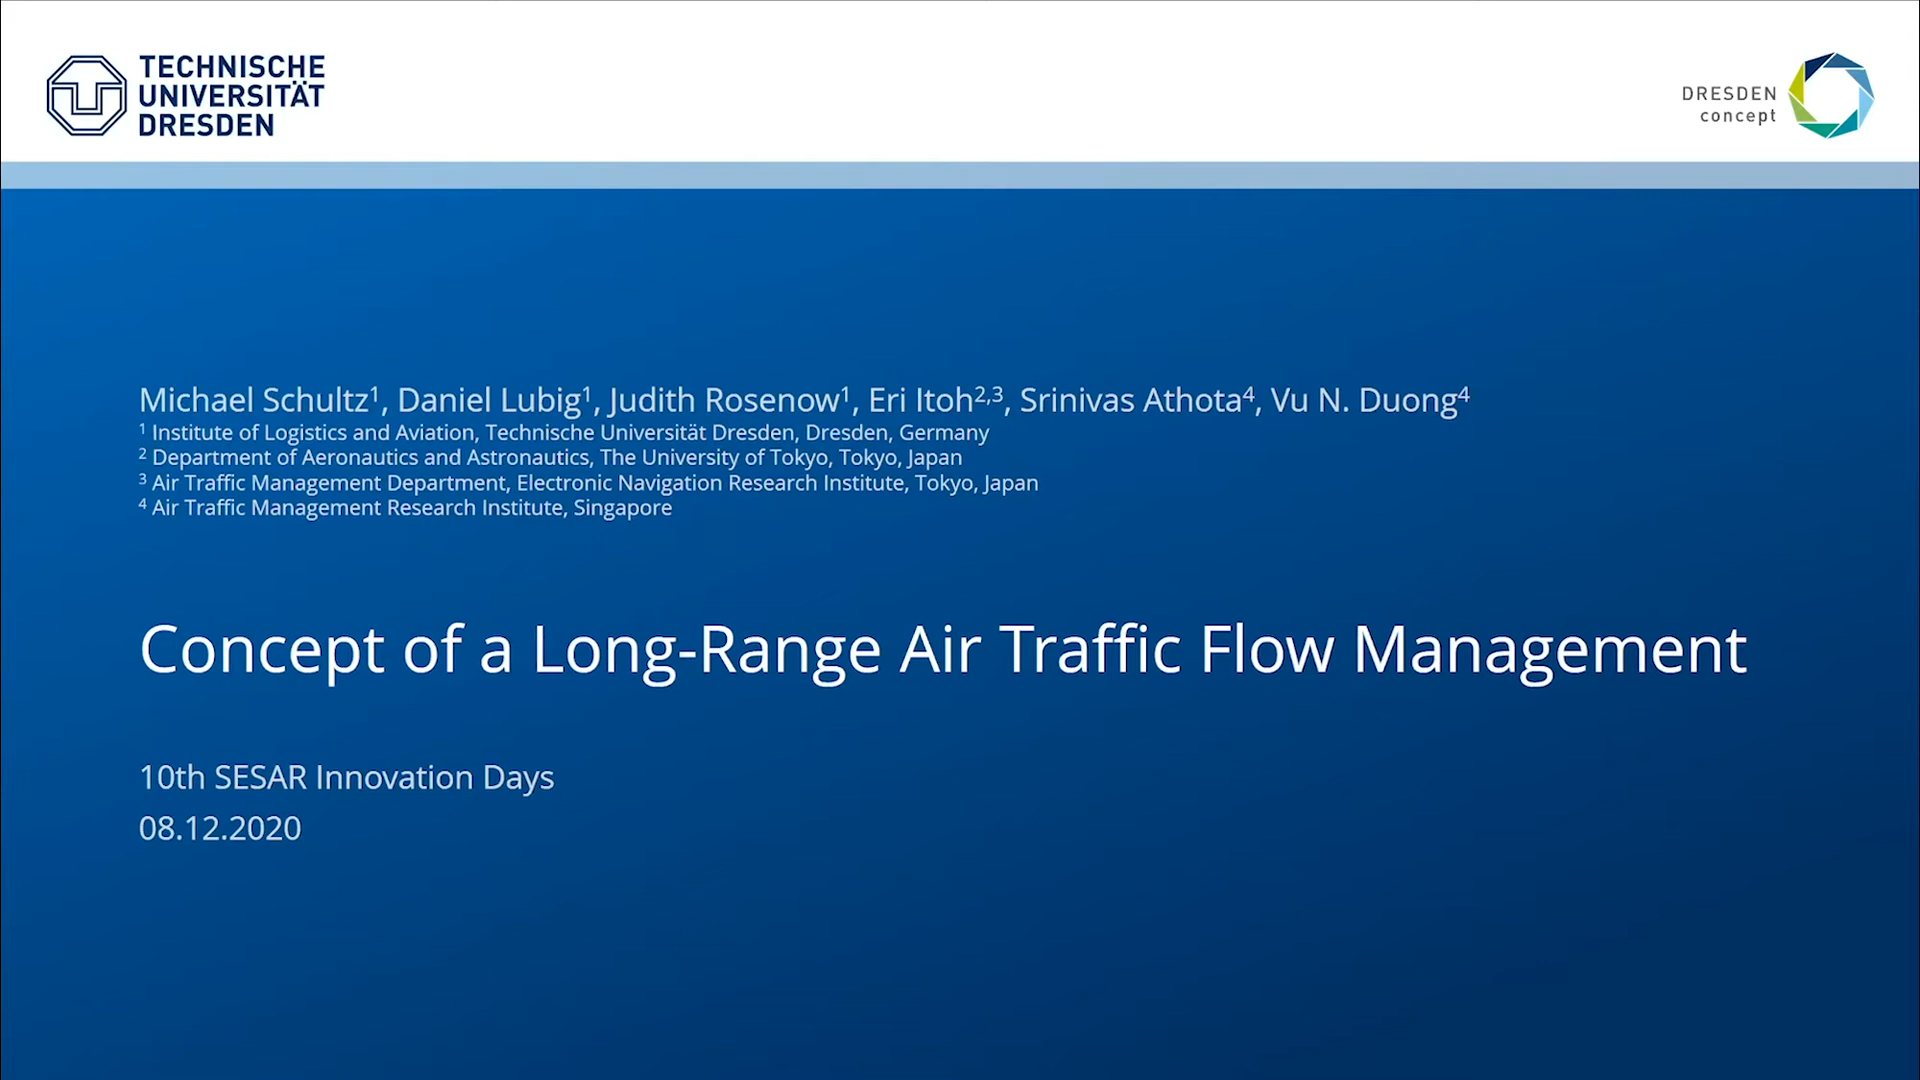 TECHNISCHE
UNIVERSITÄT
DRESDEN
DRESDEN
concept
Michael Schultz¹, Daniel Lubig¹, Judith Rosenow¹, Eri Itoh²,³, Srinivas Athota⁴, Vu N. Duong⁴
¹ Institute of Logistics and Aviation, Technische Universität Dresden, Dresden, Germany
² Department of Aeronautics and Astronautics, The University of Tokyo, Tokyo, Japan
³ Air Traffic Management Department, Electronic Navigation Research Institute, Tokyo, Japan
⁴ Air Traffic Management Research Institute, Singapore
Concept of a Long-Range Air Traffic Flow Management
10th SESAR Innovation Days
08.12.2020